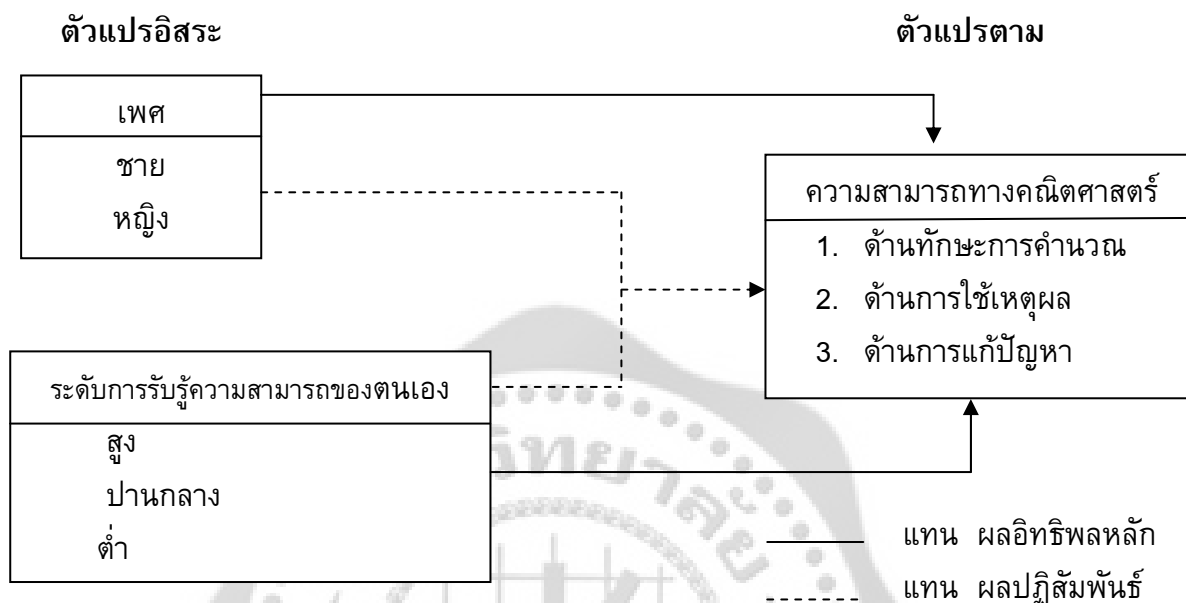 ตัวแปรอิสระ
ตัวแปรตาม
เพศ
ชาย
หญิง
ความสามารถทางคณิตศาสตร์
1. ด้านทักษะการคำนวณ
2. ด้านการใช้เหตุผล
3. ด้านการแก้ปัญหา
ระดับการรับรู้ความสามารถของตนเอง
สูง
ปานกลาง
ต่ำ
แทน ผลอิทธิพลหลัก
แทน ผลปฏิสัมพันธ์